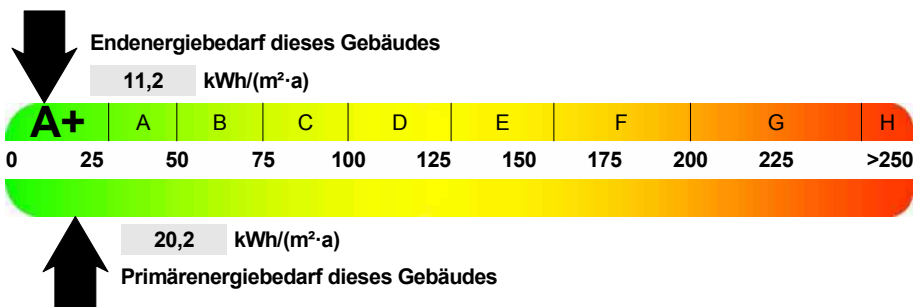 Endenergiebedarf dieses Gebäudes
11,2 kWh/(m²·a)
A+ A B C D E F G H
0 25 50 75 100 125 150 175 200 225 >250
20,2 kWh/(m²·a)
Primärenergiebedarf dieses Gebäudes